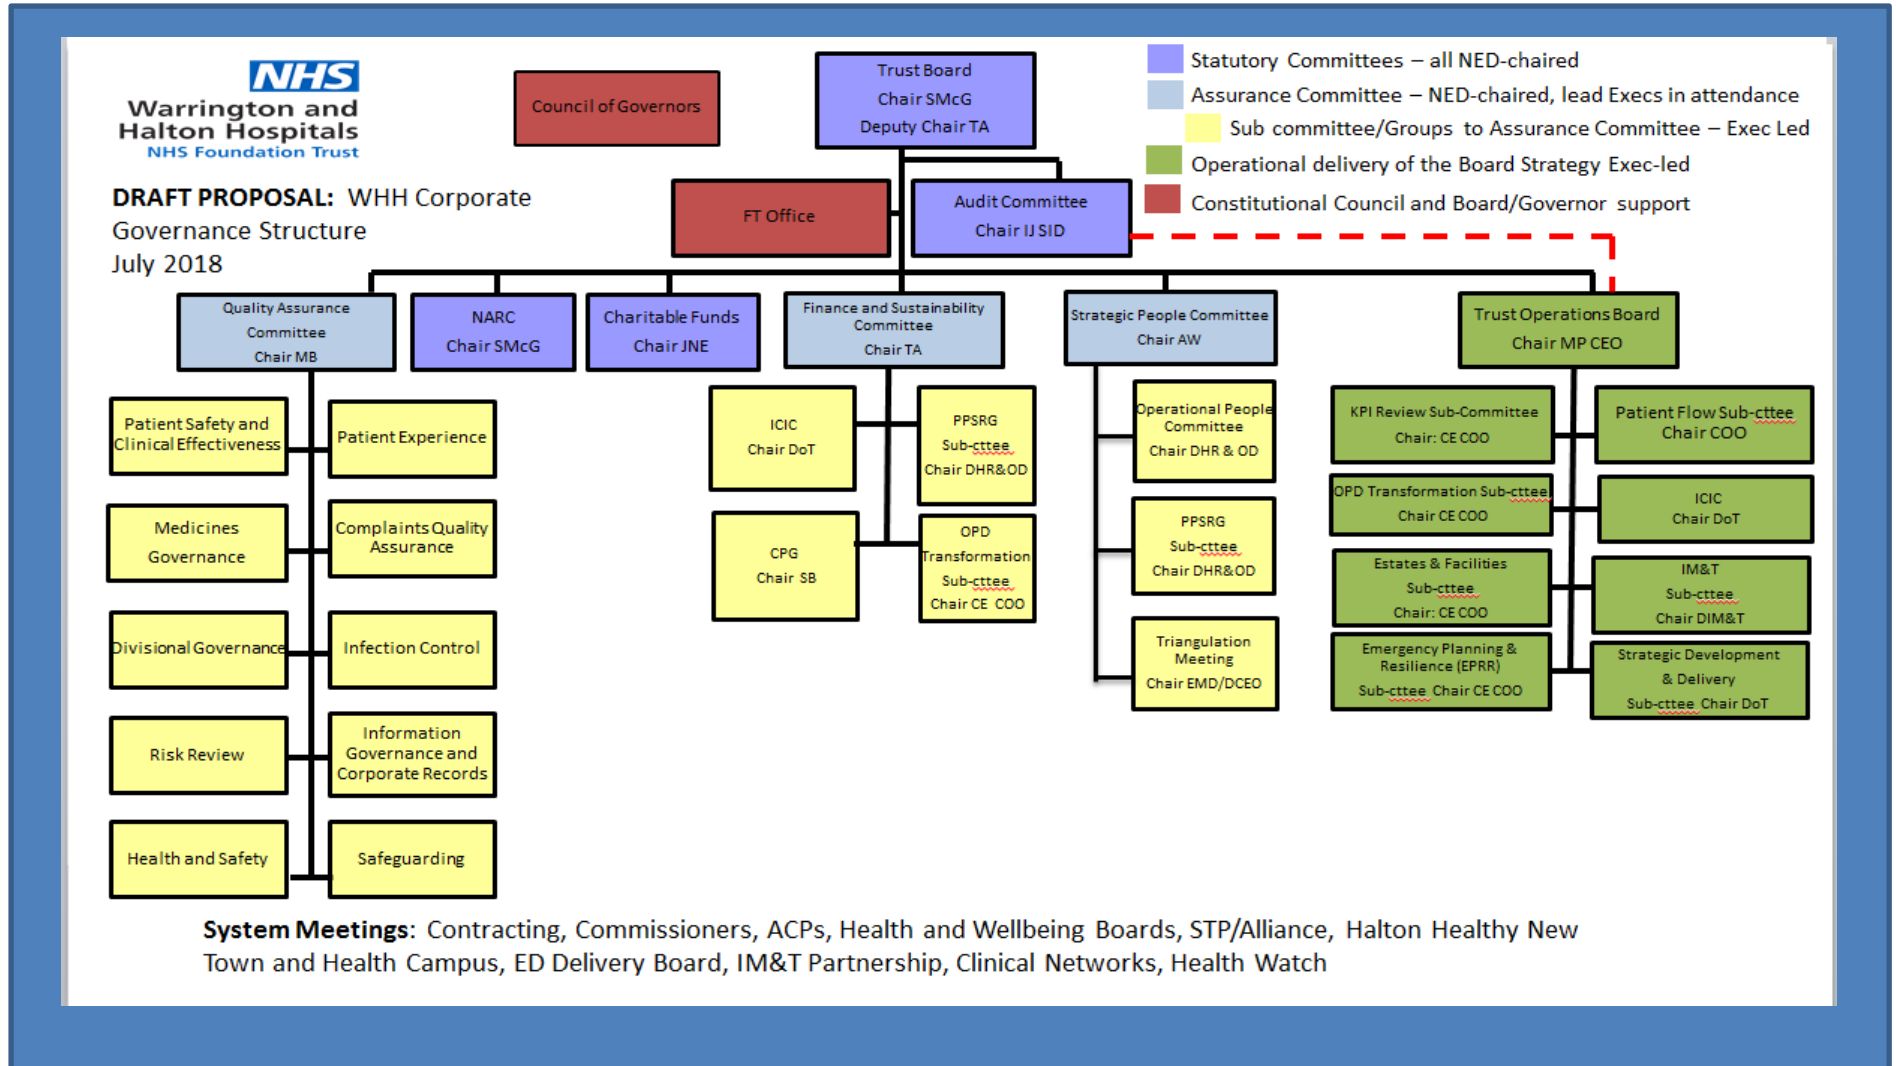 NHS
Warrington and
Halton Hospitals
NHS Foundation Trust
DRAFT PROPOSAL: WHH Corporate
Governance Structure
July 2018
Council of Governors
Trust Board
Chair SMcG
Deputy Chair TA
Statutory Committees – all NED-chaired
Assurance Committee – NED-chaired, lead Execs in attendance
Sub committee/Groups to Assurance Committee – Exec Led
Operational delivery of the Board Strategy Exec-led
Constitutional Council and Board/Governor support
FT Office
Audit Committee
Chair IJ SID
Quality Assurance
Committee
Chair MB
NARC
Chair SMcG
Charitable Funds
Chair JNE
Finance and Sustainability
Committee
Chair TA
Strategic People Committee
Chair AW
Trust Operations Board
Chair MP CEO
Patient Safety and
Clinical Effectiveness
Patient Experience
Medicines
Governance
Complaints Quality
Assurance
Divisional Governance
Infection Control
Risk Review
Information
Governance and
Corporate Records
Health and Safety
Safeguarding
ICIC
Chair DoT
PPSRG
Sub-cttee
Chair DHR&OD
CPG
Chair SB
OPD
Transformation
Sub-cttee
Chair CE COO
Operational People
Committee
Chair DHR & OD
PPSRG
Sub-cttee
Chair DHR&OD
Triangulation
Meeting
Chair EMD/DCEO
KPI Review Sub-Committee
Chair: CE COO
Patient Flow Sub-cttee
Chair COO
OPD Transformation Sub-cttee
Chair CE COO
ICIC
Chair DoT
Estates & Facilities
Sub-cttee
Chair: CE COO
IM&T
Sub-cttee
Chair DIM&T
Emergency Planning &
Resilience (EPRR)
Sub-cttee Chair CE COO
Strategic Development
& Delivery
Sub-cttee Chair DoT
System Meetings: Contracting, Commissioners, ACPs, Health and Wellbeing Boards, STP/Alliance, Halton Healthy New
Town and Health Campus, ED Delivery Board, IM&T Partnership, Clinical Networks, Health Watch